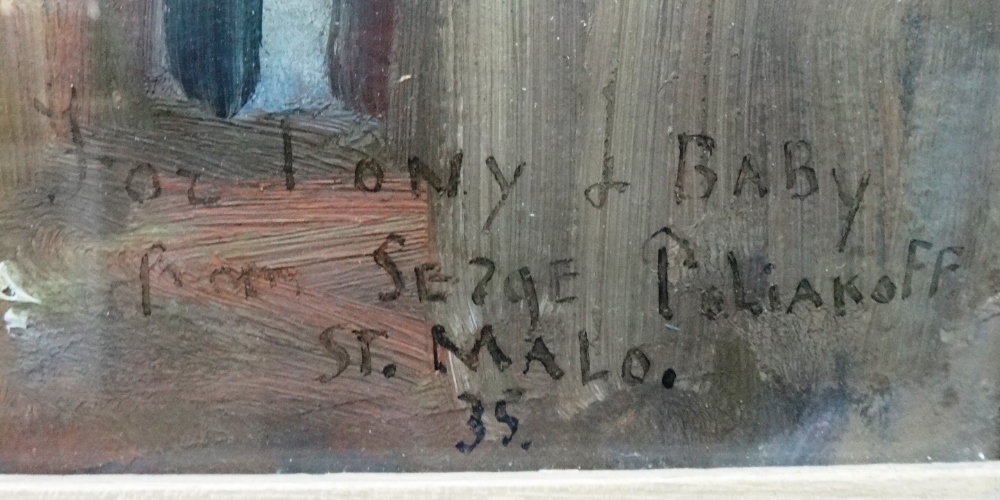 For Tony & BABy
from SERGE PoLiAKoFF
ST. MALO.
35.